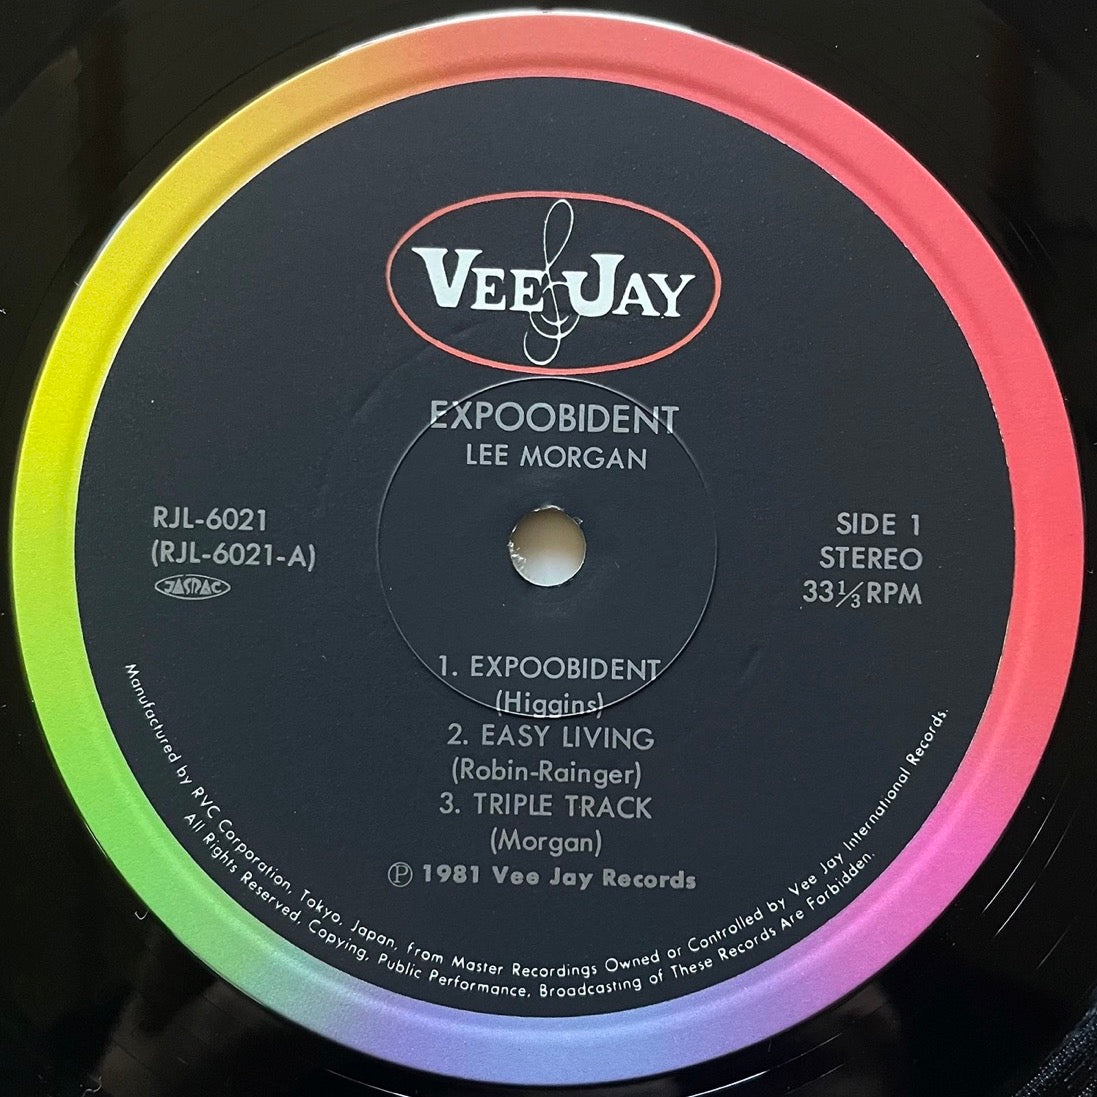 VEE JAY
EXPOOBIDENT
LEE MORGAN
RJL-6021
(RJL-6021-A)
JASRAC
SIDE 1
STEREO
33 1/3 RPM
1. EXPOOBIDENT
(Higgins)
2. EASY LIVING
(Robin-Rainger)
3. TRIPLE TRACK
(Morgan)
Ⓟ 1981 Vee Jay Records
Manufactured by RVC Corporation, Tokyo, Japan, from Master Recordings Owned or Controlled by Vee Jay International Records.
All Rights Reserved, Copying, Public Performance, Broadcasting of These Records Are Forbidden.